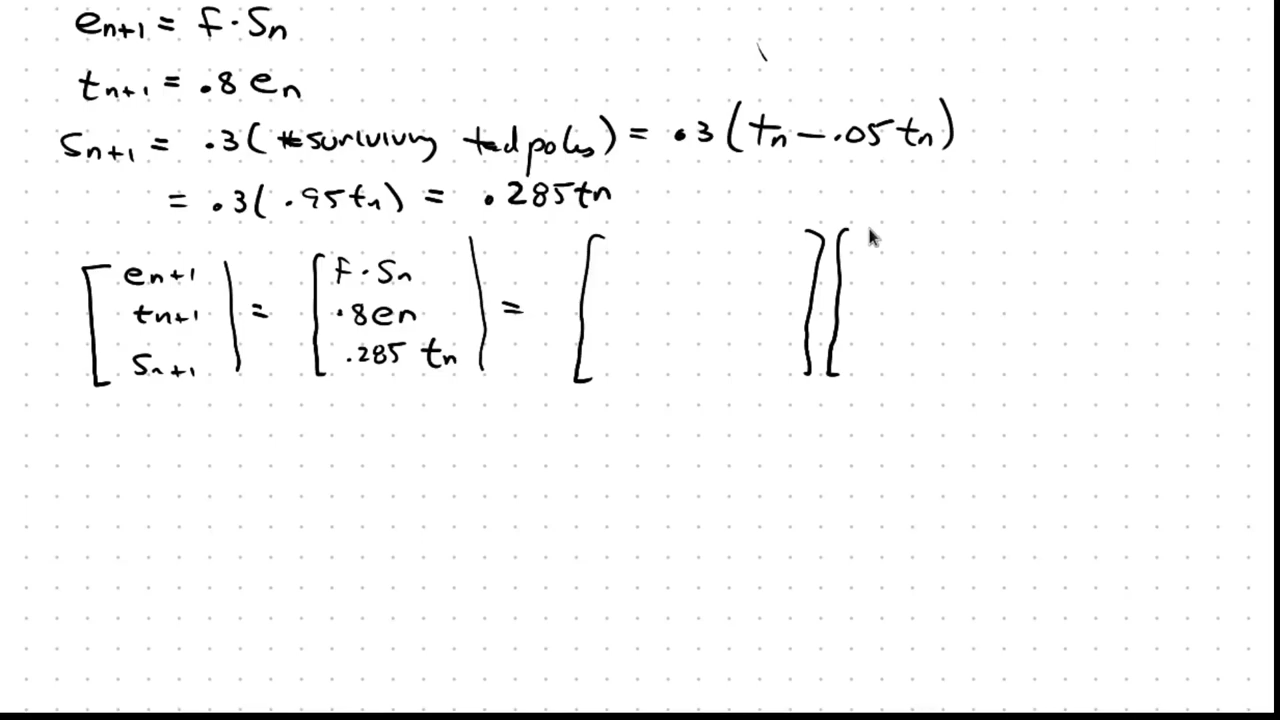 e_{n+1} = f · S_n
t_{n+1} = .8 e_n
S_{n+1} = .3 (# surviving tadpoles) = .3 (t_n − .05 t_n)
= .3 ( .95 t_n ) = .285 t_n
[ e_{n+1} ] = [ f · S_n ] = [ ] [
t_{n+1} .8 e_n
S_{n+1} .285 t_n